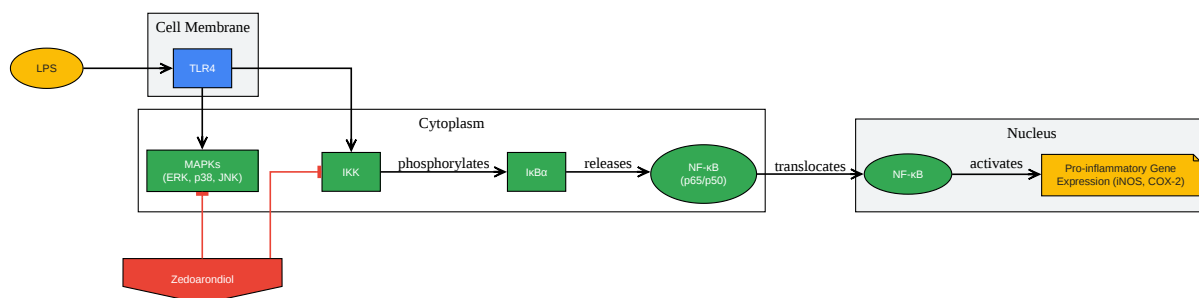 Cell Membrane
LPS
TLR4
Cytoplasm
MAPKs
(ERK, p38, JNK)
IKK
phosphorylates
IκBα
releases
NF-κB
(p65/p50)
translocates
Nucleus
NF-κB
activates
Pro-inflammatory Gene
Expression (iNOS, COX-2)
Zedoarondiol